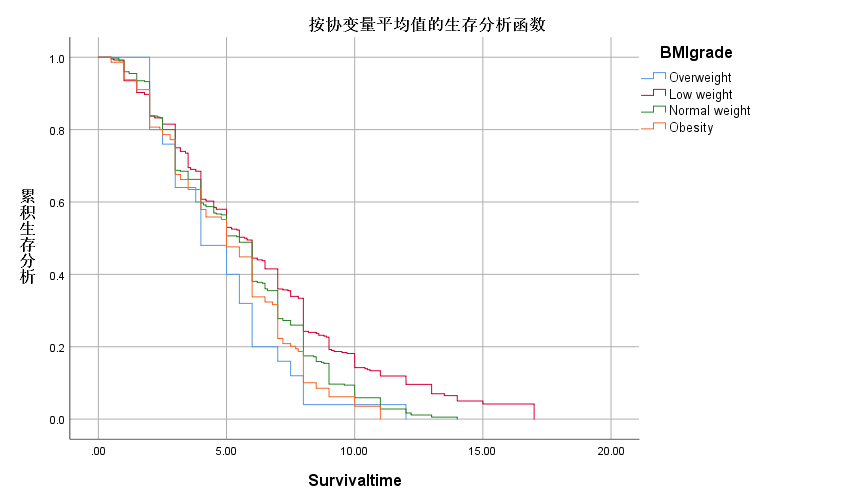 按协变量平均值的生存分析函数
BMIgrade
Overweight
Low weight
Normal weight
Obesity
累积生存分析
1.0
0.8
0.6
0.4
0.2
0.0
.00
5.00
10.00
15.00
20.00
Survivaltime